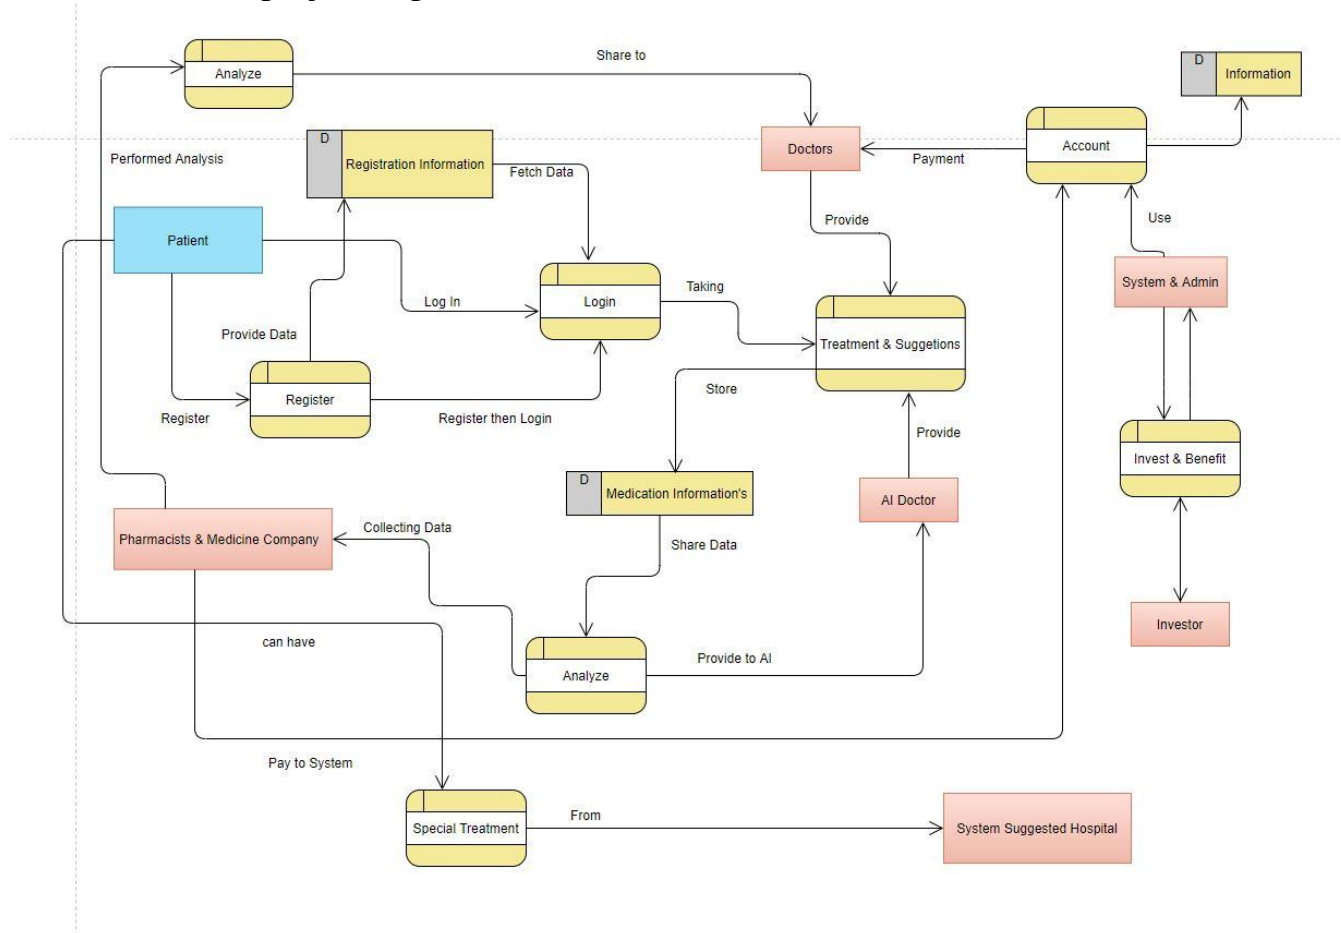 Share to
D
Information
Analyze
D
Registration Information
Doctors
Payment
Account
Performed Analysis
Fetch Data
Provide
Use
Patient
Log In
Login
Taking
System & Admin
Provide Data
Treatment & Suggetions
Register
Register
Register then Login
Store
Provide
Invest & Benefit
D
Medication Information's
AI Doctor
Pharmacists & Medicine Company
Collecting Data
Share Data
Investor
can have
Analyze
Provide to AI
Pay to System
Special Treatment
From
System Suggested Hospital